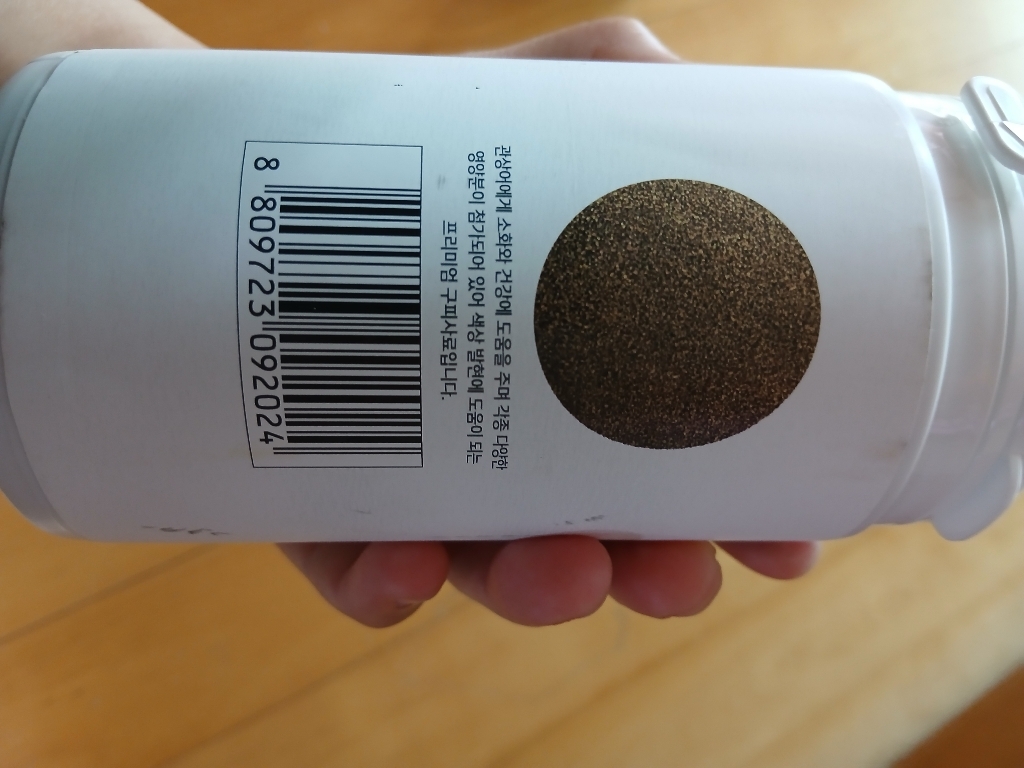 관상어에게 소화와 건강에 도움을 주며 각종 다양한
영양분이 첨가되어 있어 색상 발현에 도움이 되는
프리미엄 구피사료입니다.
8 809723 092024